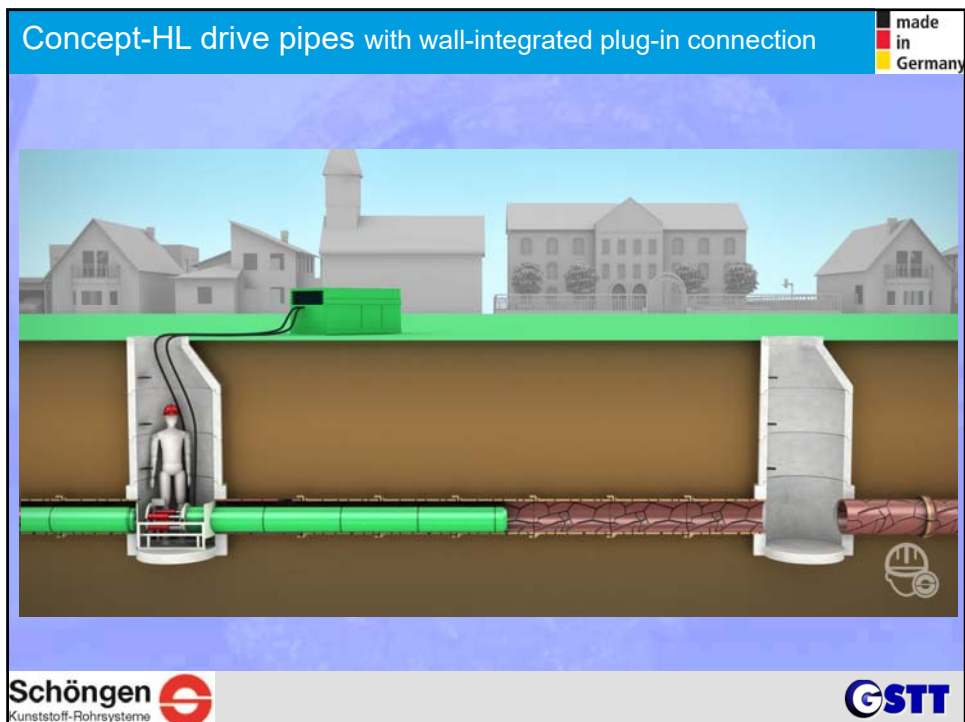 Concept-HL drive pipes with wall-integrated plug-in connection
made
in
Germany
Schöngen
Kunststoff-Rohrsysteme
GSTT